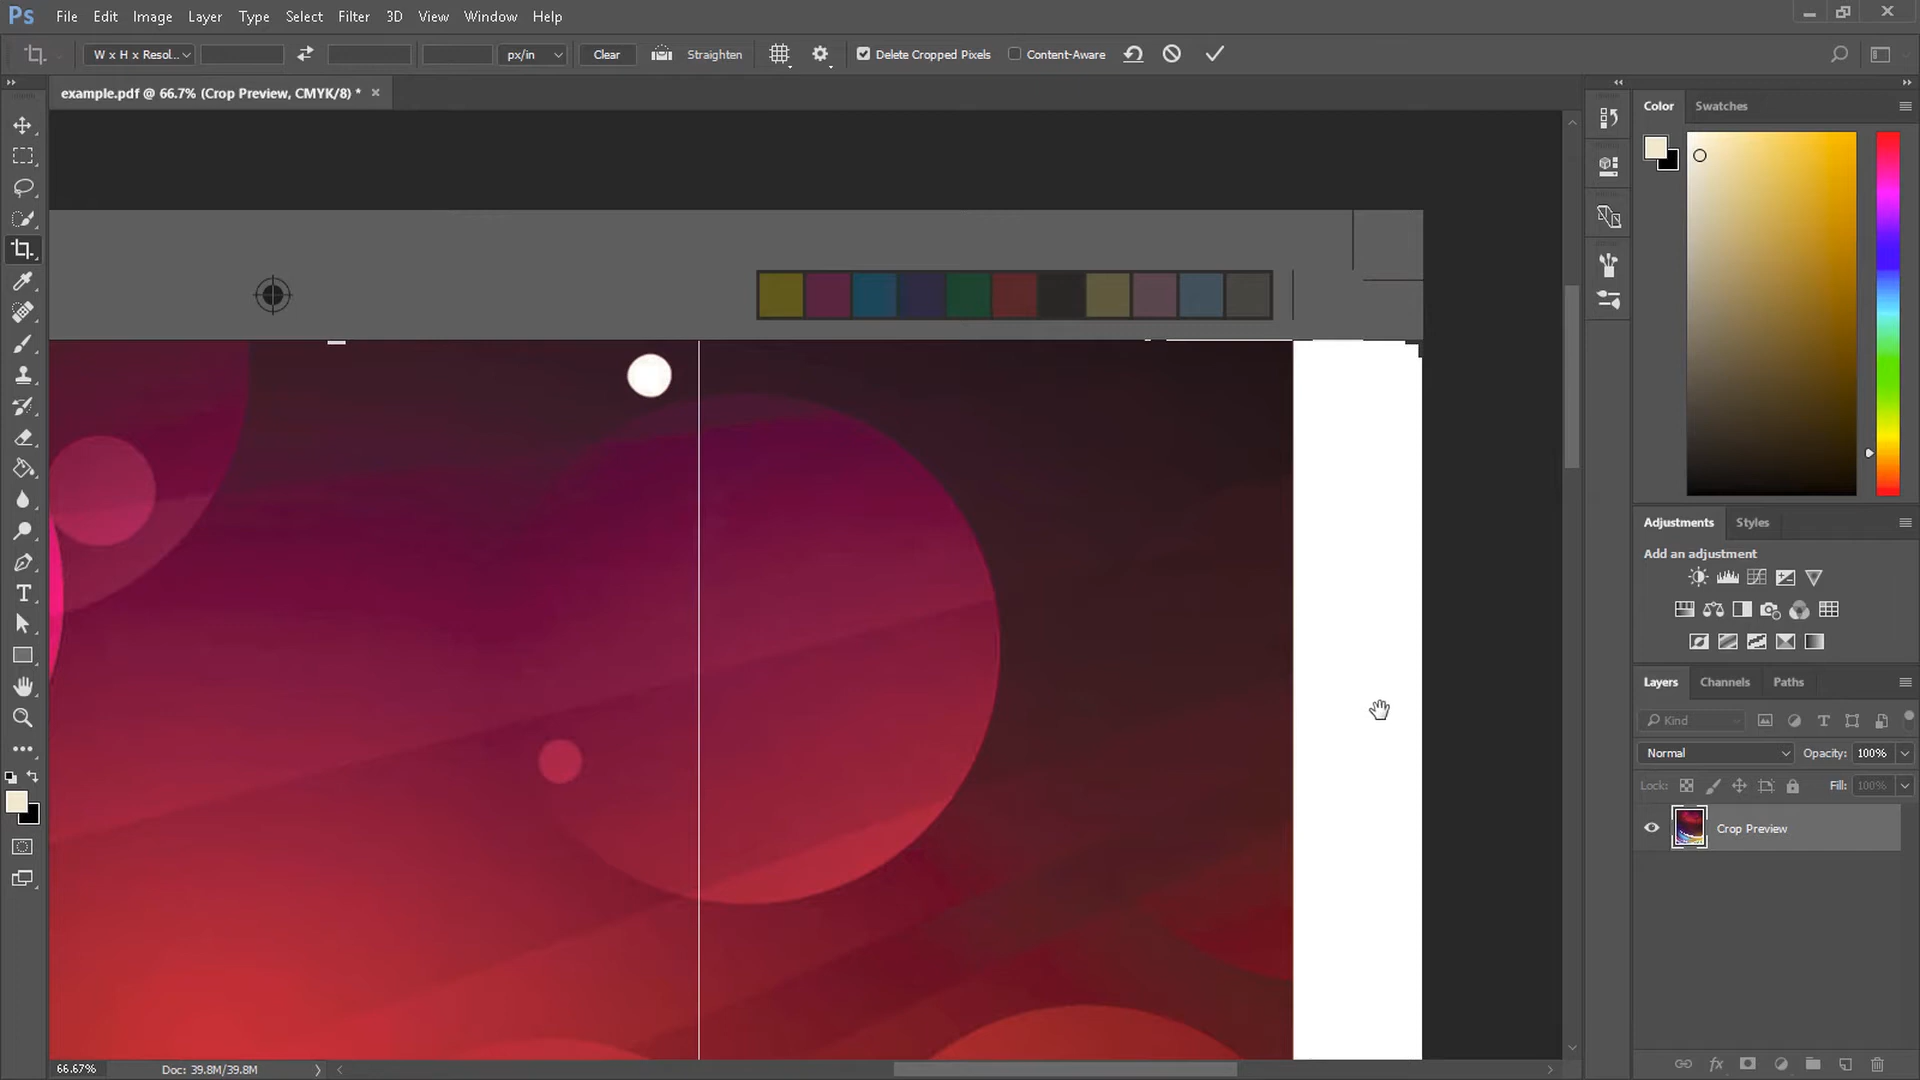 Ps File Edit Image Layer Type Select Filter 3D View Window Help
W x H x Resol... px/in Clear Straighten Delete Cropped Pixels Content-Aware
example.pdf @ 66.7% (Crop Preview, CMYK/8) *
Color Swatches
Adjustments Styles
Add an adjustment
Layers Channels Paths
Kind
Normal Opacity: 100%
Lock: Fill: 100%
Crop Preview
fx
66.67% Doc: 39.8M/39.8M